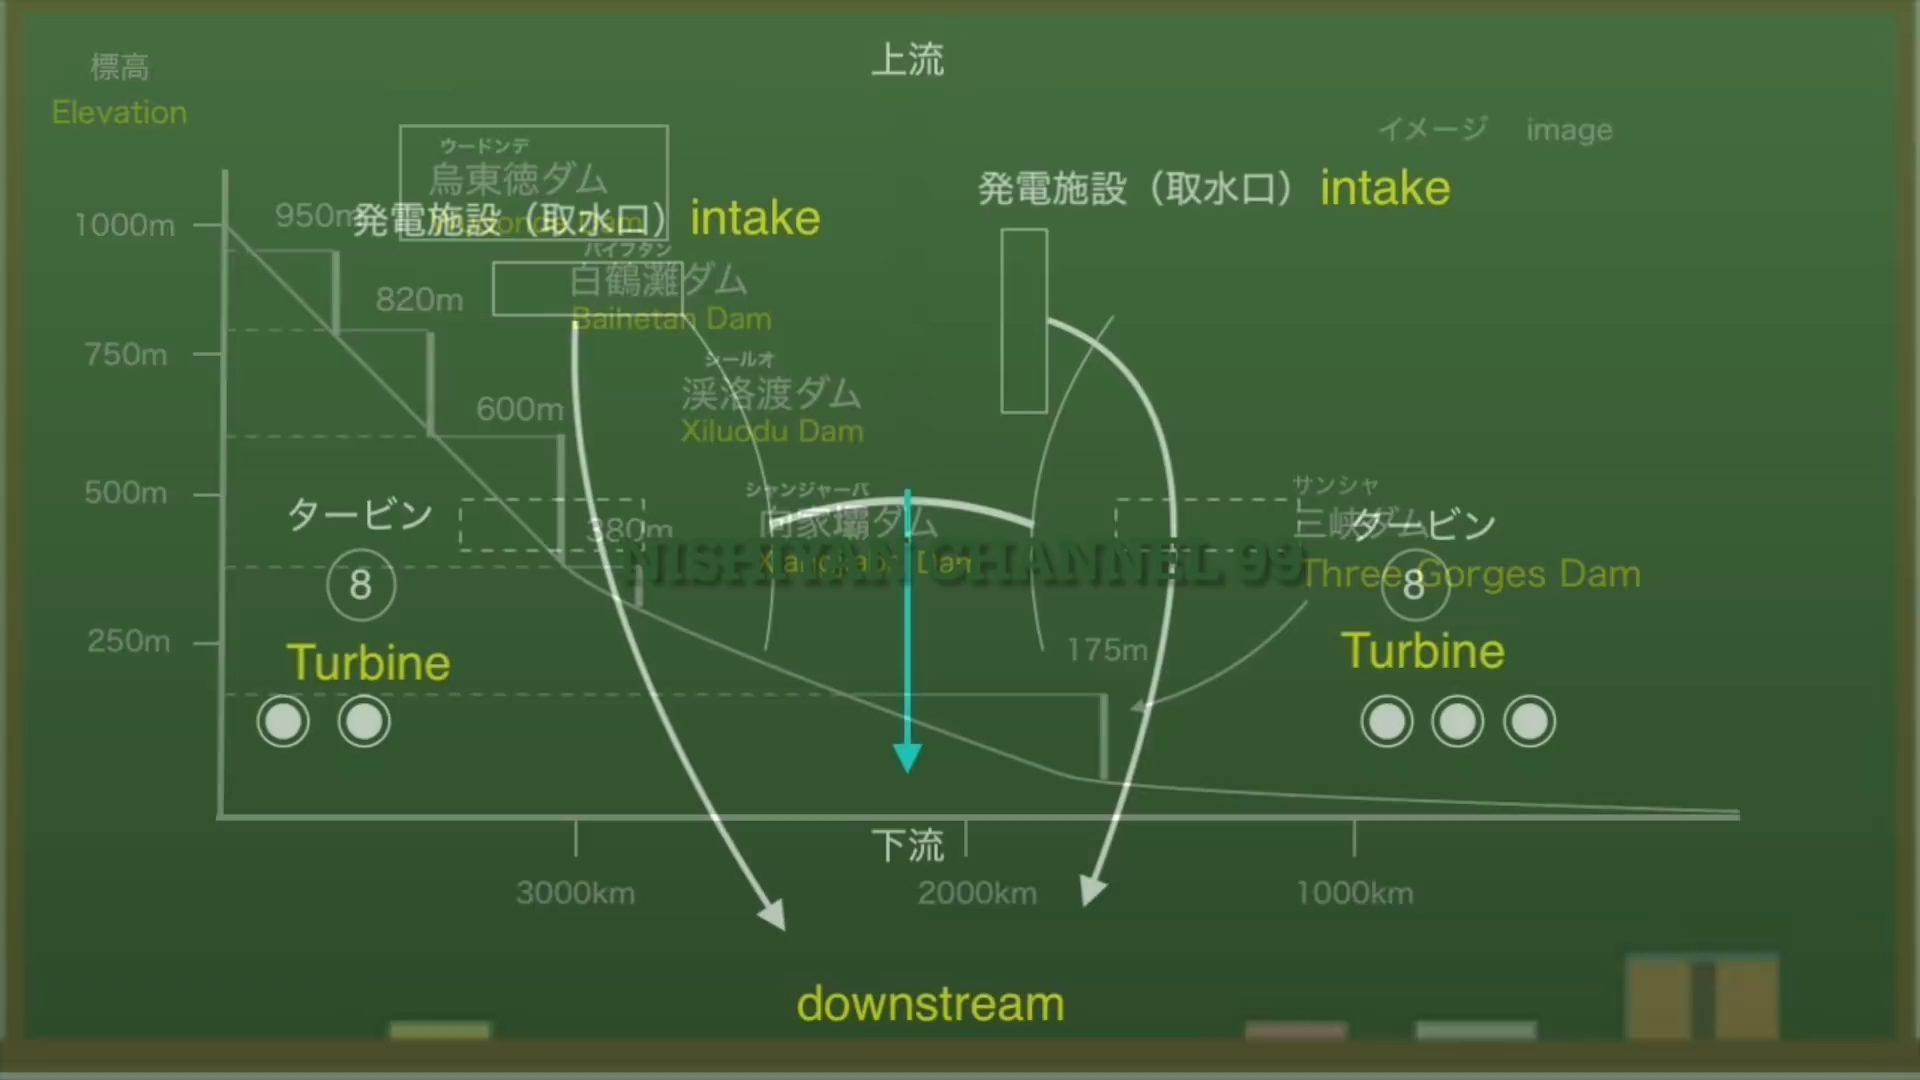 標高
Elevation
上流
イメージ image
ウードンデ
烏東徳ダム
発電施設（取水口） intake
発電施設（取水口） intake
1000m
950m
バイフタン
白鶴灘ダム
Baihetan Dam
820m
750m
シールオ
渓洛渡ダム
Xiluodu Dam
600m
500m
シャンジャーバ
向家壩ダム
サンシャ
三峡ダム
Three Gorges Dam
380m
NISHIYAN CHANNEL 99
タービン
8
Turbine
タービン
8
Turbine
250m
175m
下流
3000km
2000km
1000km
downstream